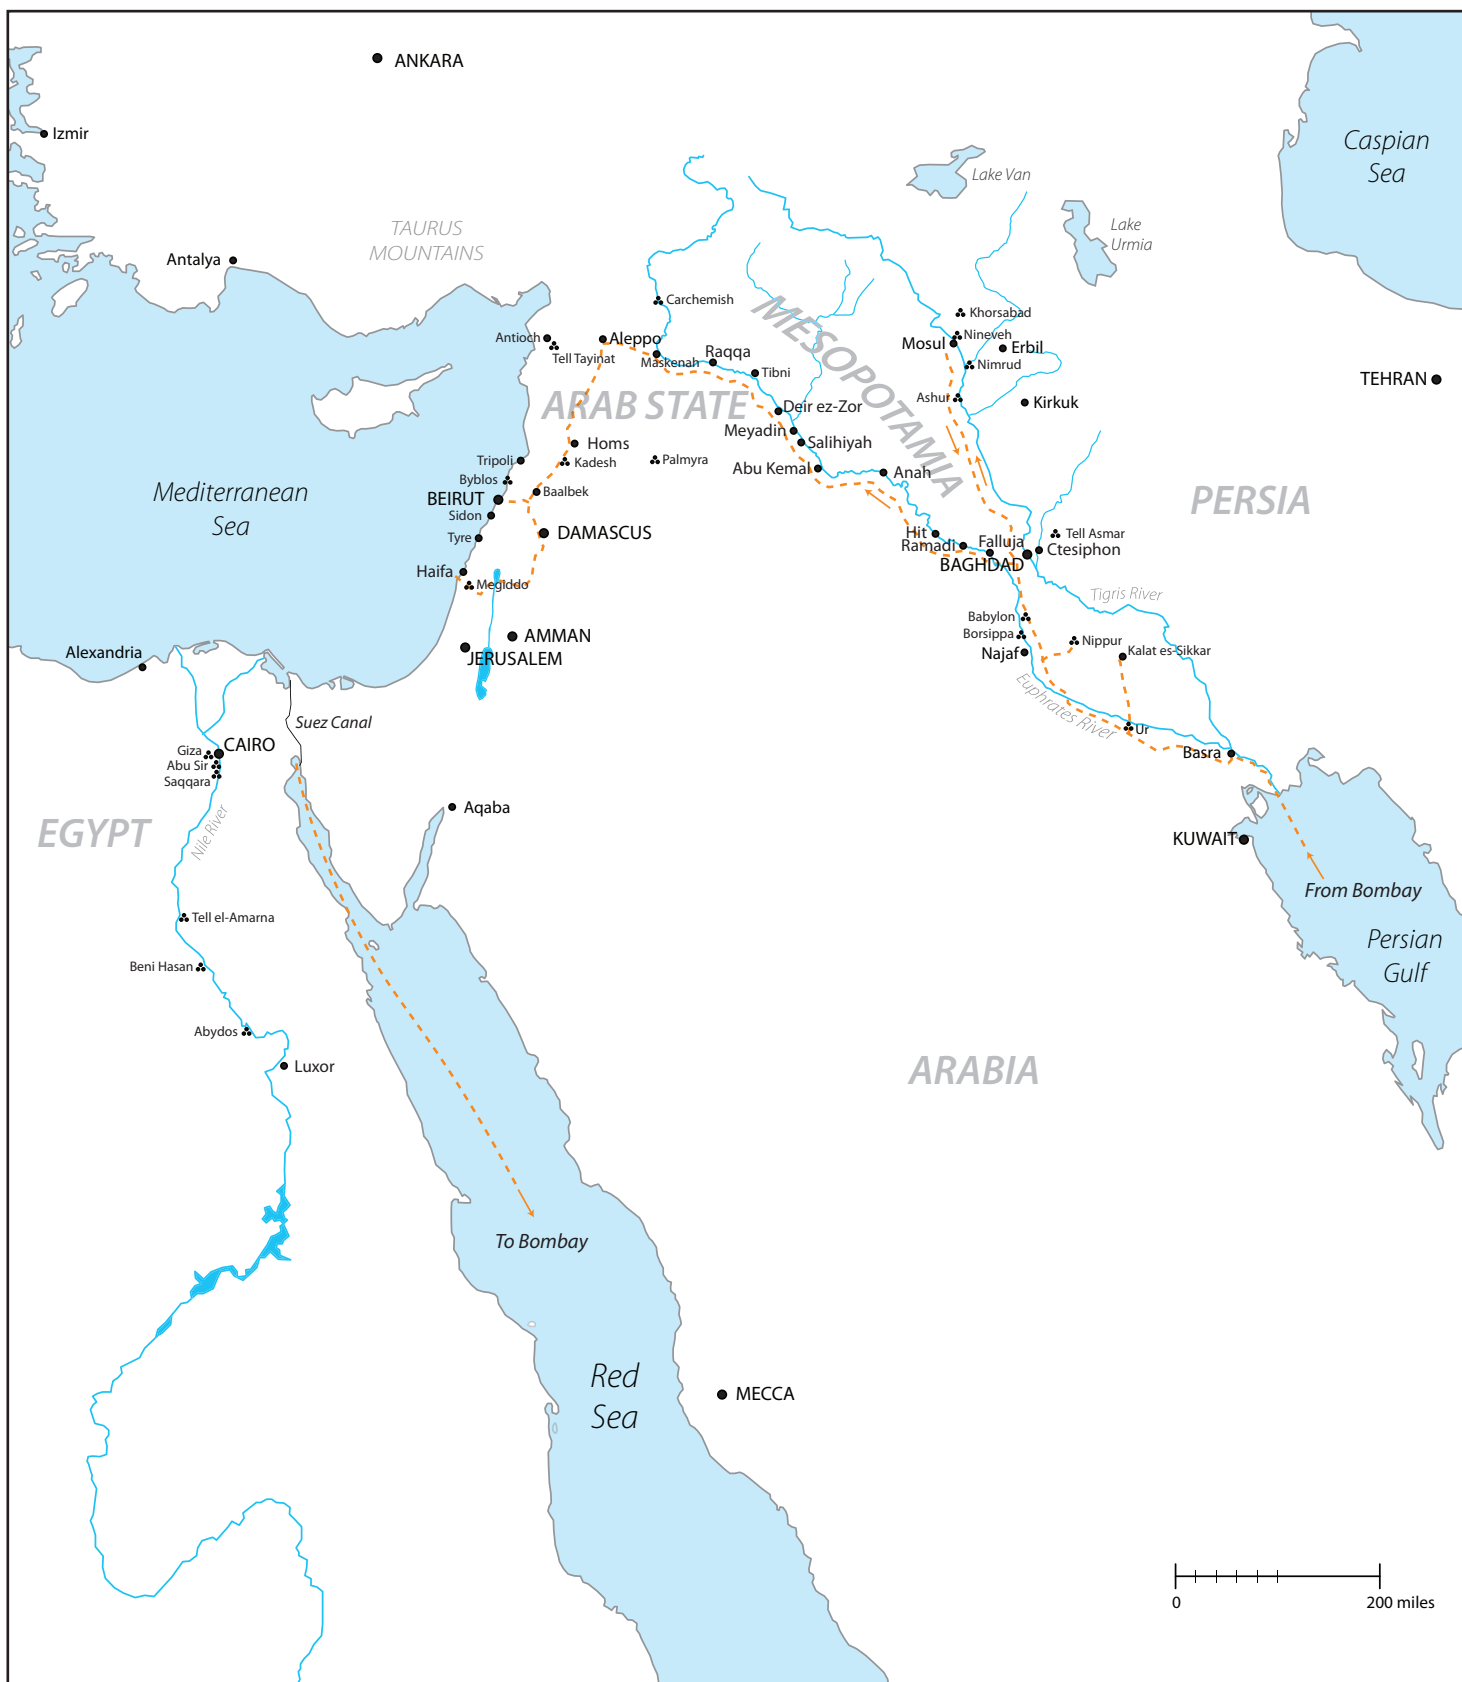 ANKARA
Izmir
Caspian
Sea
Lake Van
TAURUS
MOUNTAINS
Lake
Urmia
Antalya
Carchemish
MESOPOTAMIA
Khorsabad
Antioch
Aleppo
Nineveh
Mosul
Erbil
Tell Tayinat
Maskenah
Raqqa
Nimrud
Tibni
TEHRAN
ARAB STATE
Ashur
Kirkuk
Deir ez-Zor
Meyadin
Salihiyah
Homs
Tripoli
Kadesh
Palmyra
Abu Kemal
Anah
Byblos
Mediterranean
Sea
BEIRUT
Baalbek
PERSIA
Sidon
Tyre
DAMASCUS
Hit
Ramadi
Falluja
Tell Asmar
Ctesiphon
BAGHDAD
Haifa
Megiddo
Tigris River
Babylon
Borsippa
AMMAN
Nippur
Alexandria
JERUSALEM
Najaf
Kalat es-Sikkar
Euphrates River
Suez Canal
Ur
Giza
CAIRO
Basra
Abu Sir
Saqqara
Aqaba
EGYPT
Nile River
KUWAIT
From Bombay
Tell el-Amarna
Persian
Gulf
Beni Hasan
Abydos
Luxor
ARABIA
To Bombay
Red
Sea
MECCA
0
200 miles